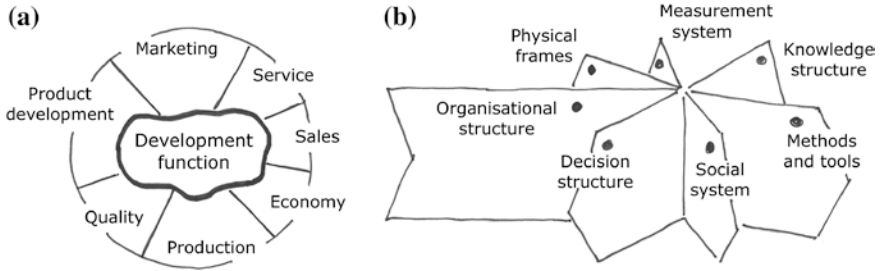 (a)
Marketing
Service
Product
development
Development
function
Sales
Economy
Quality
Production
(b)
Measurement
system
Physical
frames
Knowledge
structure
Organisational
structure
Decision
structure
Social
system
Methods
and tools